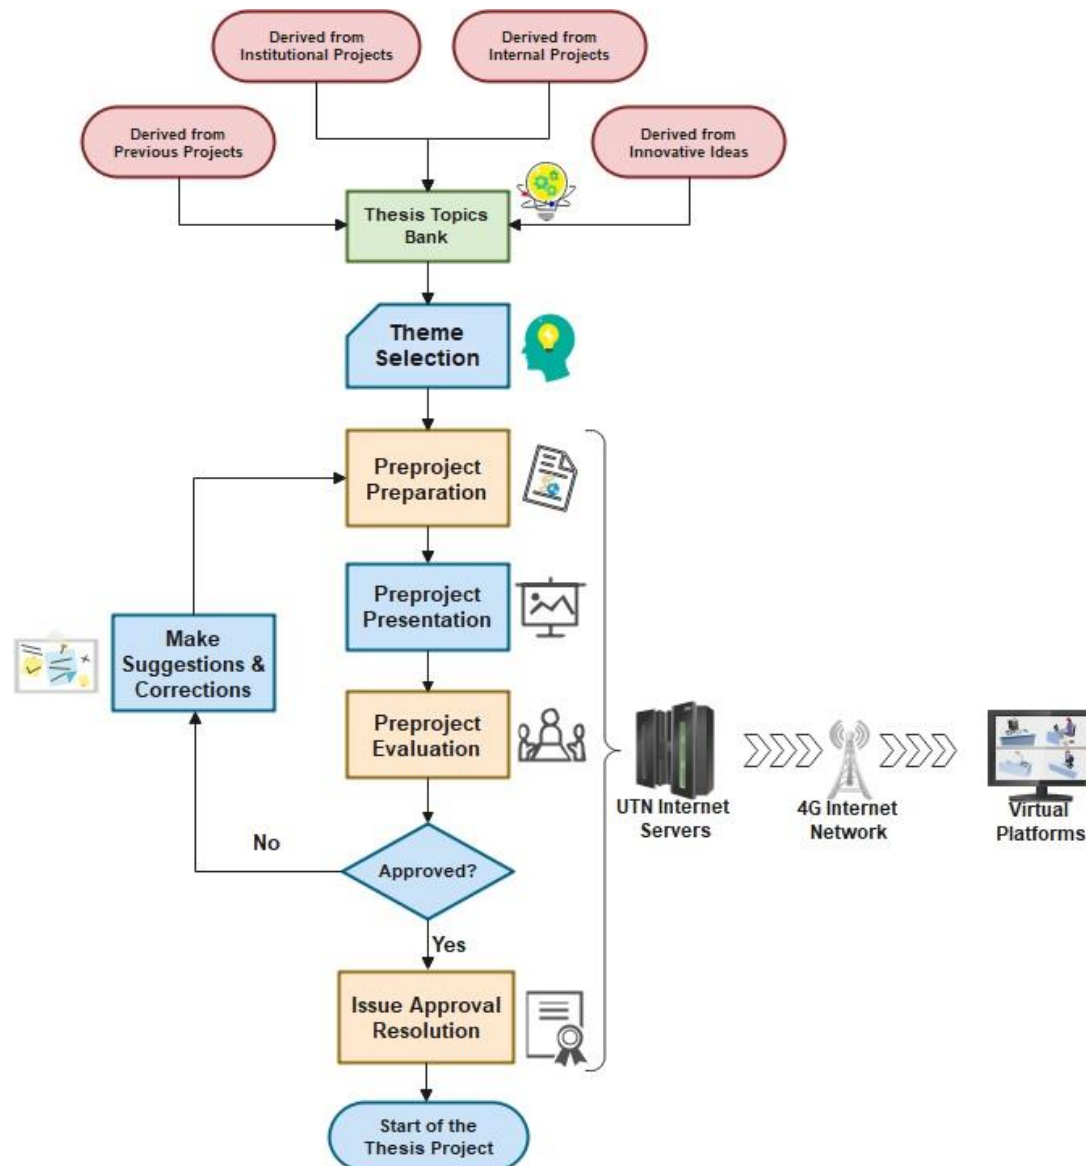 Derived from
Institutional Projects
Derived from
Internal Projects
Derived from
Previous Projects
Derived from
Innovative Ideas
Thesis Topics
Bank
Theme
Selection
Preproject
Preparation
Preproject
Presentation
Make
Suggestions &
Corrections
Preproject
Evaluation
UTN Internet
Servers
4G Internet
Network
Virtual
Platforms
No
Approved?
Yes
Issue Approval
Resolution
Start of the
Thesis Project